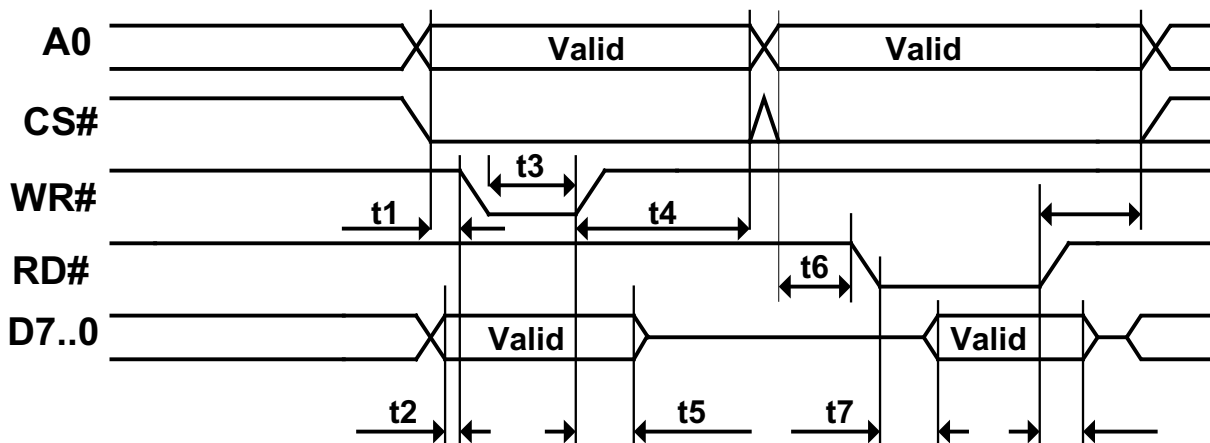 A0
Valid
Valid
CS#
t3
WR#
t1
t4
RD#
t6
D7..0
Valid
Valid
t2
t5
t7